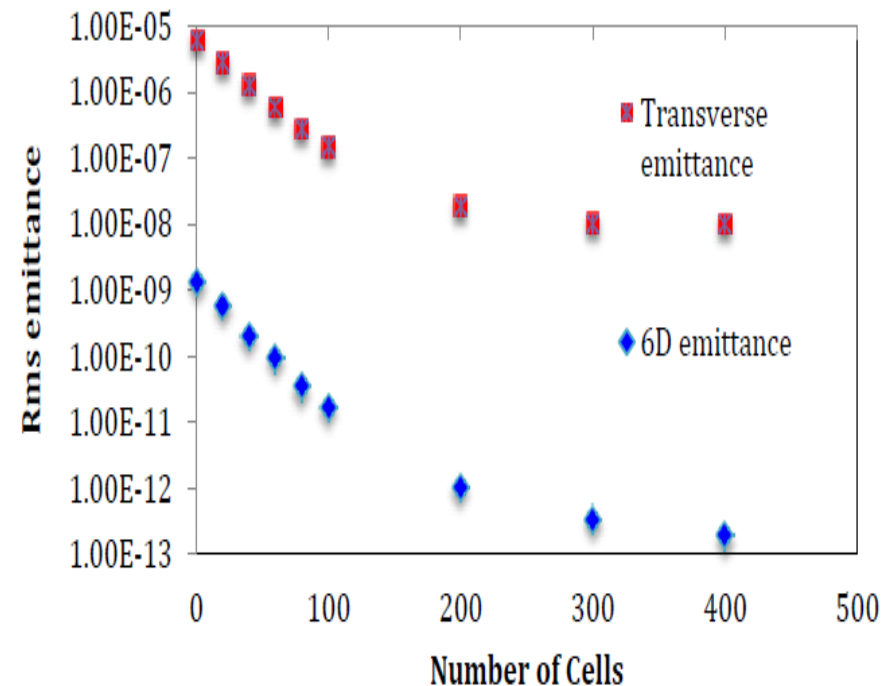 1.00E-05
1.00E-06
1.00E-07
1.00E-08
1.00E-09
1.00E-10
1.00E-11
1.00E-12
1.00E-13
Rms emittance
Transverse
emittance
6D emittance
0 100 200 300 400 500
Number of Cells